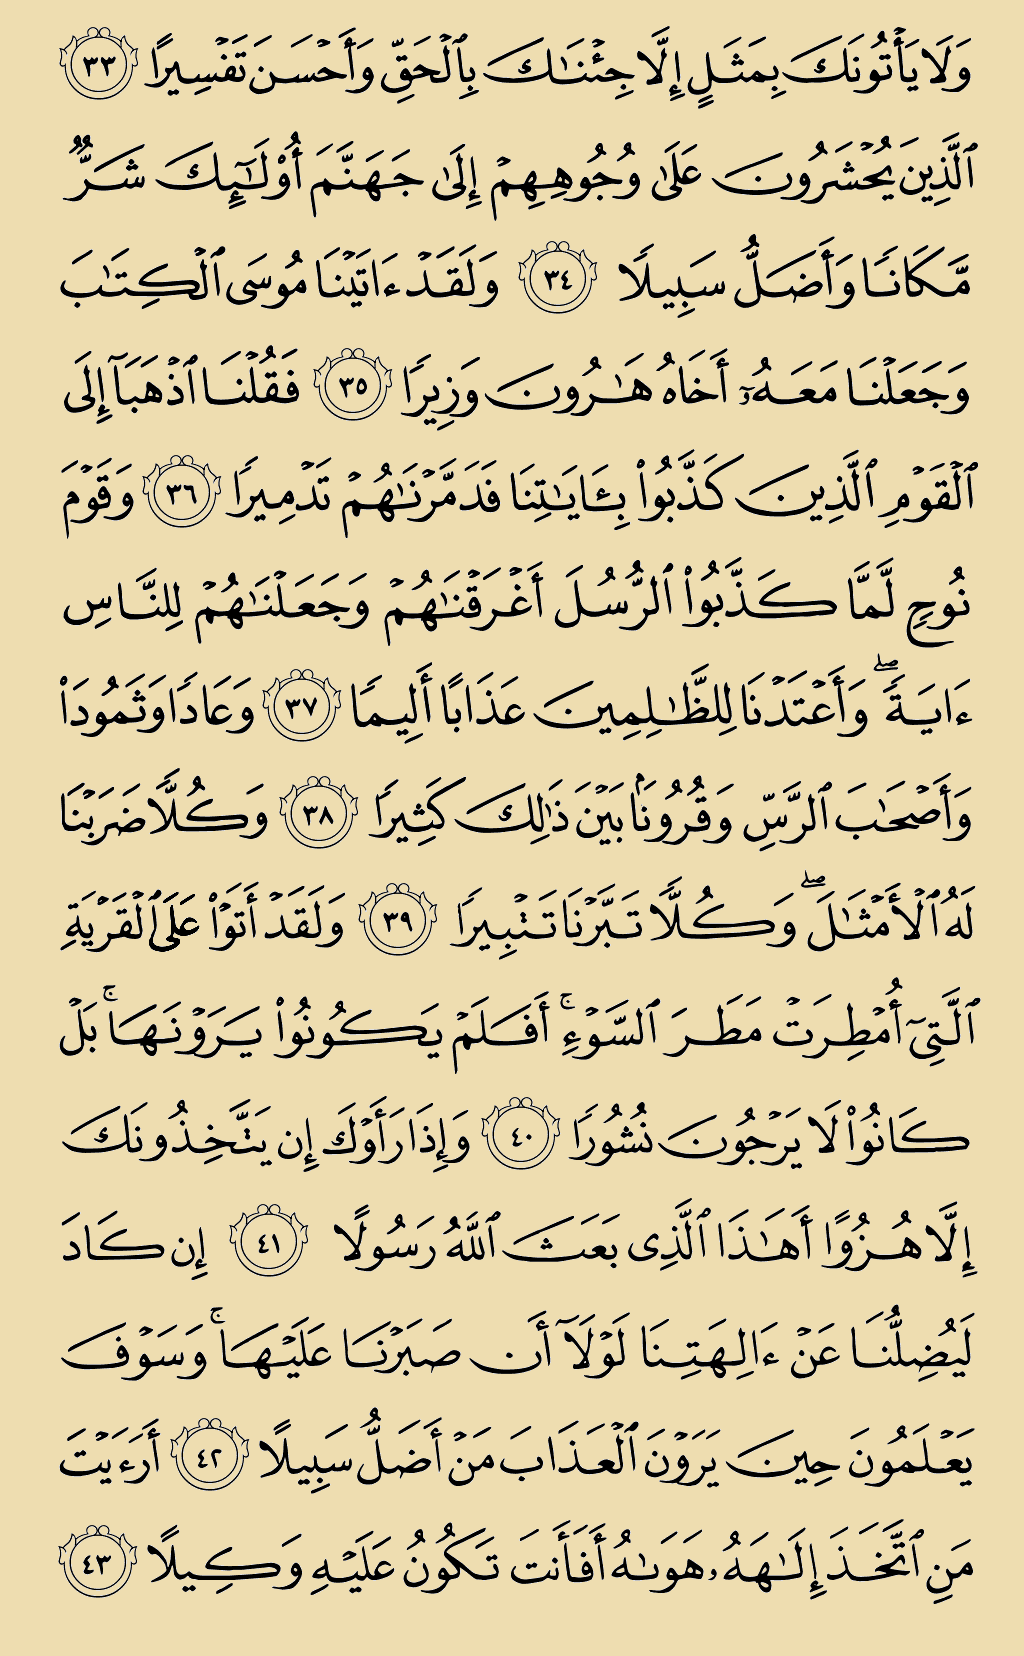 وَلَا يَأۡتُونَكَ بِمَثَلٍ إِلَّا جِئۡنَٰكَ بِٱلۡحَقِّ وَأَحۡسَنَ تَفۡسِيرًا ٣٣
ٱلَّذِينَ يُحۡشَرُونَ عَلَىٰ وُجُوهِهِمۡ إِلَىٰ جَهَنَّمَ أُوْلَٰٓئِكَ شَرّٞ
مَّكَانٗا وَأَضَلُّ سَبِيلٗا ٣٤ وَلَقَدۡ ءَاتَيۡنَا مُوسَى ٱلۡكِتَٰبَ
وَجَعَلۡنَا مَعَهُۥٓ أَخَاهُ هَٰرُونَ وَزِيرٗا ٣٥ فَقُلۡنَا ٱذۡهَبَآ إِلَى
ٱلۡقَوۡمِ ٱلَّذِينَ كَذَّبُواْ بِـَٔايَٰتِنَا فَدَمَّرۡنَٰهُمۡ تَدۡمِيرٗا ٣٦ وَقَوۡمَ
نُوحٖ لَّمَّا كَذَّبُواْ ٱلرُّسُلَ أَغۡرَقۡنَٰهُمۡ وَجَعَلۡنَٰهُمۡ لِلنَّاسِ
ءَايَةٗۖ وَأَعۡتَدۡنَا لِلظَّٰلِمِينَ عَذَابًا أَلِيمٗا ٣٧ وَعَادٗا وَثَمُودَاْ
وَأَصۡحَٰبَ ٱلرَّسِّ وَقُرُونَۢا بَيۡنَ ذَٰلِكَ كَثِيرٗا ٣٨ وَكُلّٗا ضَرَبۡنَا
لَهُ ٱلۡأَمۡثَٰلَۖ وَكُلّٗا تَبَّرۡنَا تَتۡبِيرٗا ٣٩ وَلَقَدۡ أَتَوۡاْ عَلَى ٱلۡقَرۡيَةِ
ٱلَّتِيٓ أُمۡطِرَتۡ مَطَرَ ٱلسَّوۡءِۚ أَفَلَمۡ يَكُونُواْ يَرَوۡنَهَاۚ بَلۡ
كَانُواْ لَا يَرۡجُونَ نُشُورٗا ٤٠ وَإِذَا رَأَوۡكَ إِن يَتَّخِذُونَكَ
إِلَّا هُزُوًا أَهَٰذَا ٱلَّذِي بَعَثَ ٱللَّهُ رَسُولًا ٤١ إِن كَادَ
لَيُضِلُّنَا عَنۡ ءَالِهَتِنَا لَوۡلَآ أَن صَبَرۡنَا عَلَيۡهَاۚ وَسَوۡفَ
يَعۡلَمُونَ حِينَ يَرَوۡنَ ٱلۡعَذَابَ مَنۡ أَضَلُّ سَبِيلًا ٤٢ أَرَءَيۡتَ
مَنِ ٱتَّخَذَ إِلَٰهَهُۥ هَوَىٰهُ أَفَأَنتَ تَكُونُ عَلَيۡهِ وَكِيلًا ٤٣